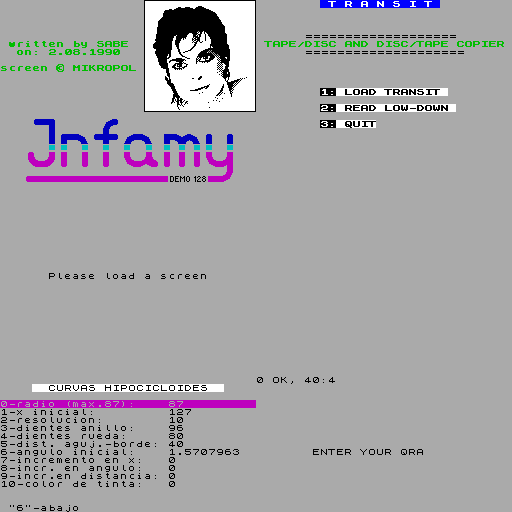 written by SABE
on: 2.08.1990
screen © MIKROPOL
Infamy
DEMO 128
T R A N S I T
TAPE/DISC AND DISC/TAPE COPIER
1: LOAD TRANSIT
2: READ LOW-DOWN
3: QUIT
Please load a screen
0 OK, 40:4
CURVAS HIPOCICLOIDES
0-radio (max.87): 87
1-x inicial: 127
2-resolucion: 10
3-dientes anillo: 96
4-dientes rueda: 80
5-dist. aguj.-borde: 40
6-angulo inicial: 1.5707963
7-incremento en x: 0
8-incr. en angulo: 0
9-incr.en distancia: 0
10-color de tinta: 0
"6"-abajo
ENTER YOUR QRA